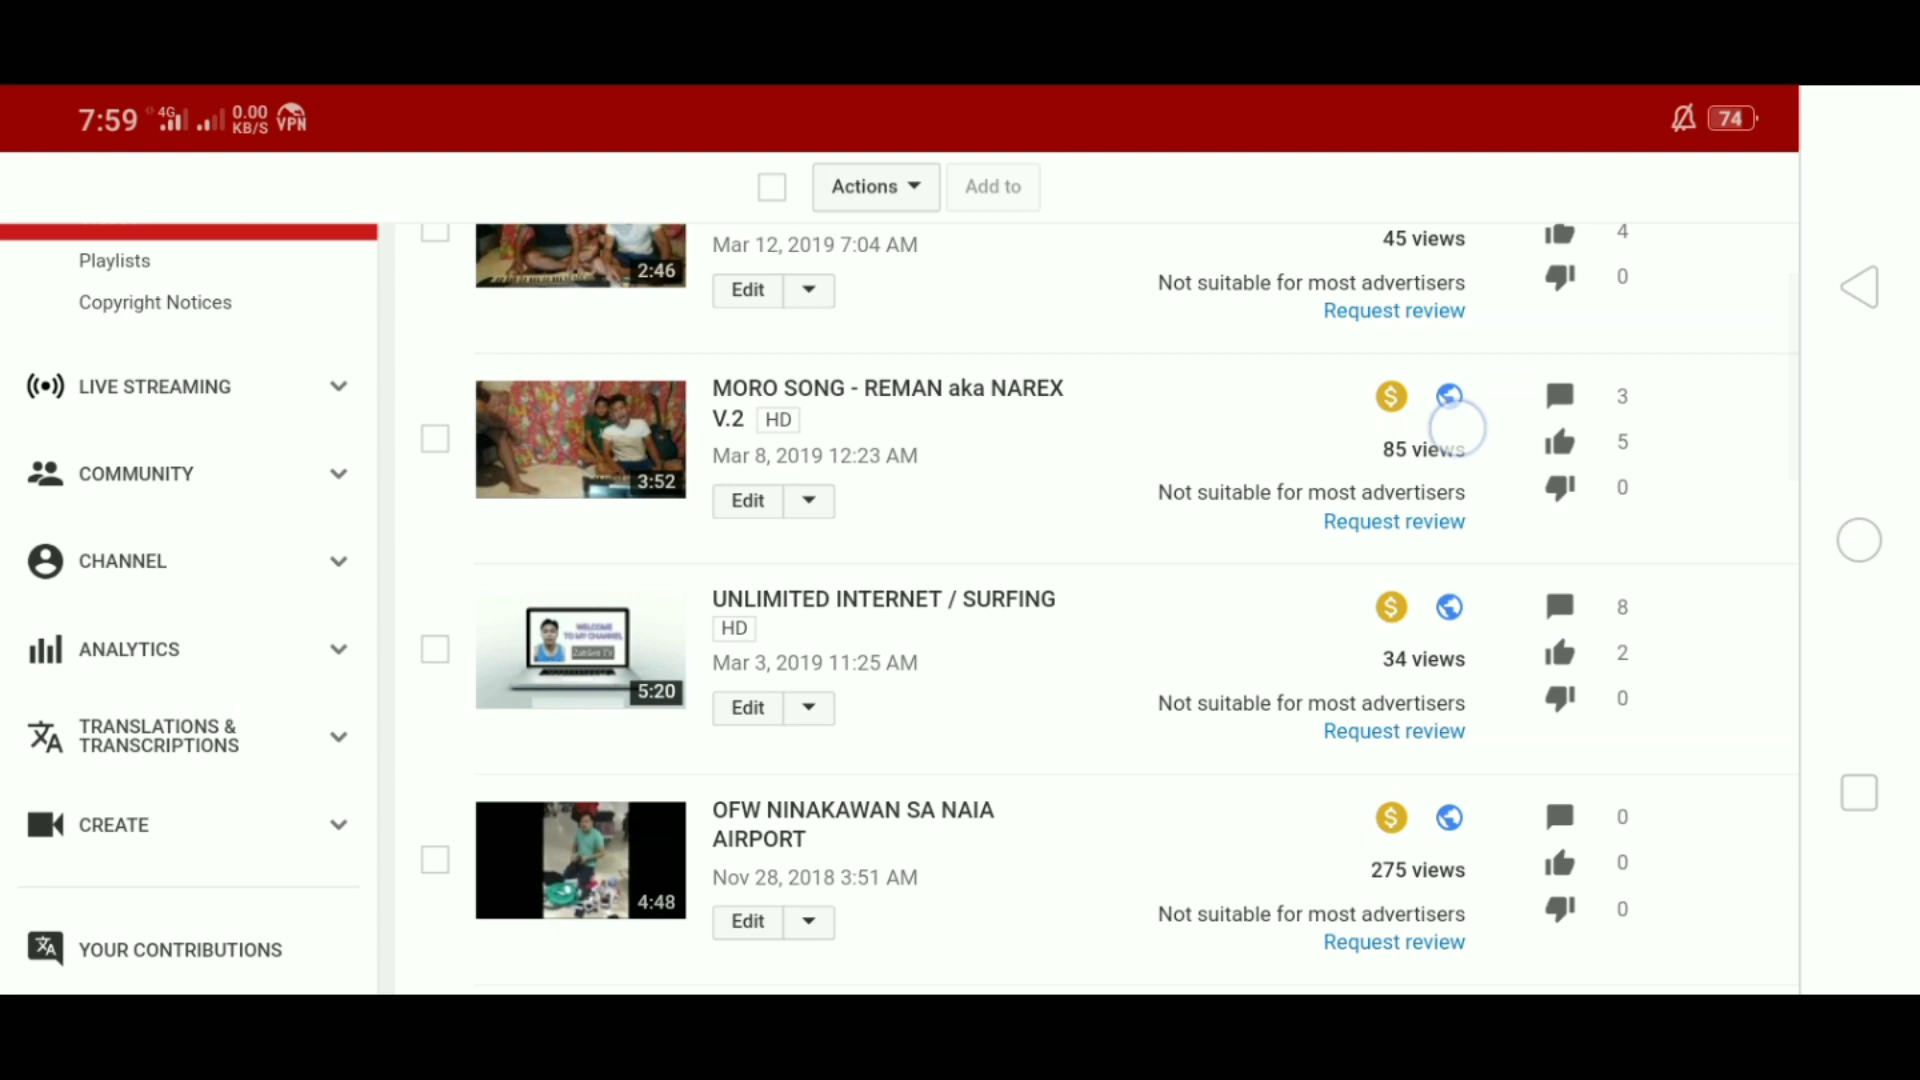 7:59 4G 0.00 KB/S VPN 74
Actions Add to
Playlists
Copyright Notices
LIVE STREAMING
COMMUNITY
CHANNEL
ANALYTICS
TRANSLATIONS &
TRANSCRIPTIONS
CREATE
YOUR CONTRIBUTIONS
2:46
Mar 12, 2019 7:04 AM
Edit
45 views
Not suitable for most advertisers
Request review
4
0
3:52
MORO SONG - REMAN aka NAREX
V.2 HD
Mar 8, 2019 12:23 AM
Edit
$
85 views
Not suitable for most advertisers
Request review
3
5
0
WELCOME
TO MY CHANNEL
5:20
UNLIMITED INTERNET / SURFING
HD
Mar 3, 2019 11:25 AM
Edit
$
34 views
Not suitable for most advertisers
Request review
8
2
0
4:48
OFW NINAKAWAN SA NAIA
AIRPORT
Nov 28, 2018 3:51 AM
Edit
$
275 views
Not suitable for most advertisers
Request review
0
0
0